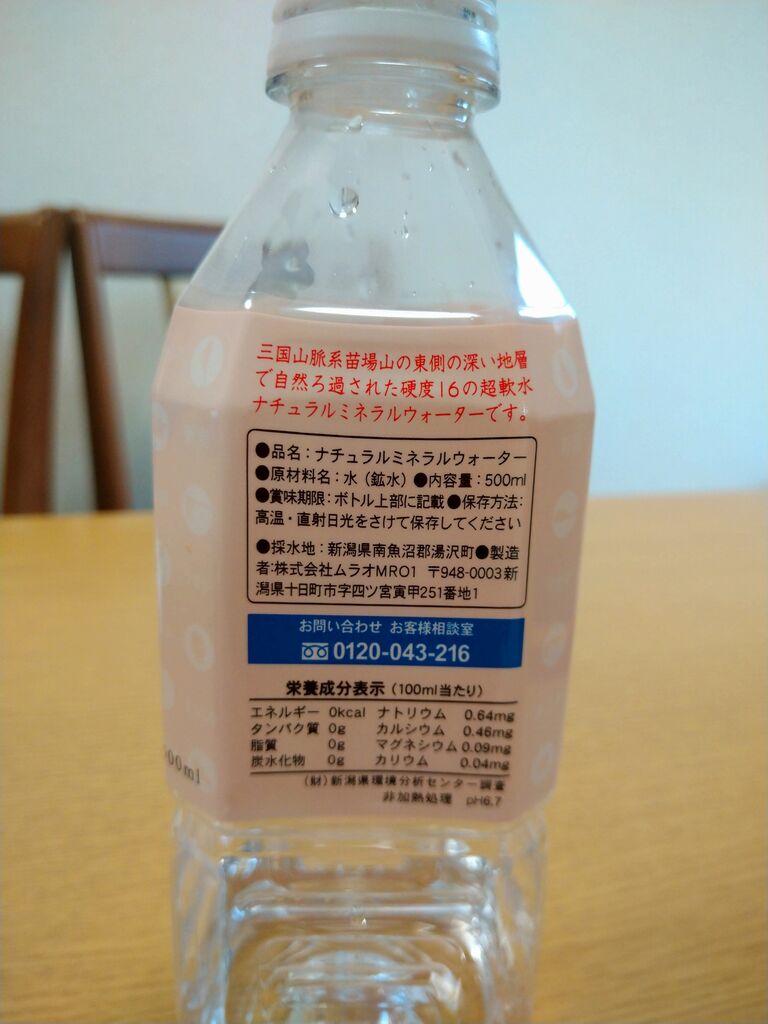 三国山脈系苗場山の東側の深い地層
で自然ろ過された硬度16の超軟水
ナチュラルミネラルウォーターです。
●品名：ナチュラルミネラルウォーター
●原材料名：水（鉱水）●内容量：500ml
●賞味期限：ボトル上部に記載●保存方法：
高温・直射日光をさけて保存してください
●採水地：新潟県南魚沼郡湯沢町●製造
者：株式会社ムラオMRO1 〒948-0003新
潟県十日町市字四ツ宮寅甲251番地1
お問い合わせ お客様相談室
0120-043-216
栄養成分表示（100ml当たり）
エネルギー 0kcal ナトリウム 0.64mg
タンパク質 0g カルシウム 0.46mg
脂質 0g マグネシウム 0.09mg
炭水化物 0g カリウム 0.04mg
（財）新潟県環境分析センター調査
非加熱処理 pH6.7
00ml